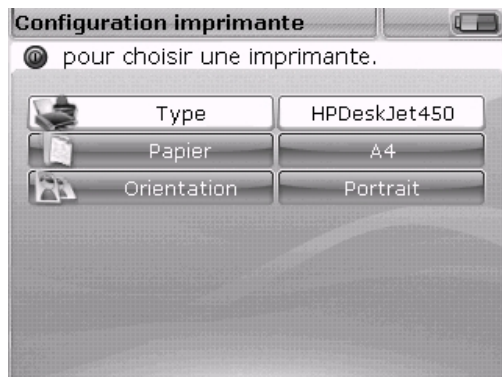 Configuration imprimante
pour choisir une imprimante.
Type HPDeskJet450
Papier A4
Orientation Portrait